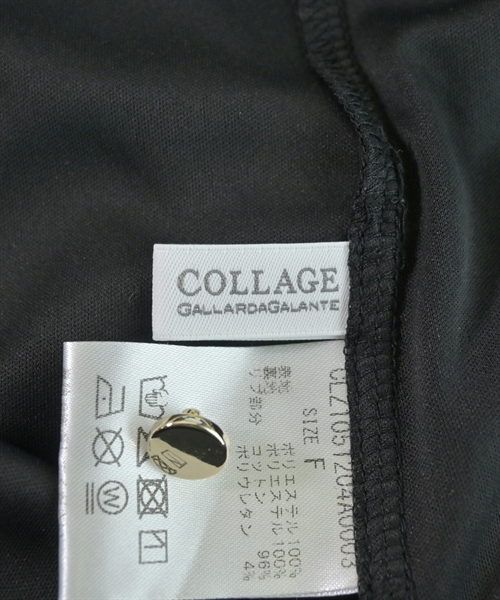 COLLAGE
GALLARDAGALANTE
CL21051204A0003
SIZE F
表地 ポリエステル 100%
裏地 ポリエステル 100%
リブ部分 コットン 96%
ポリウレタン 4%
W